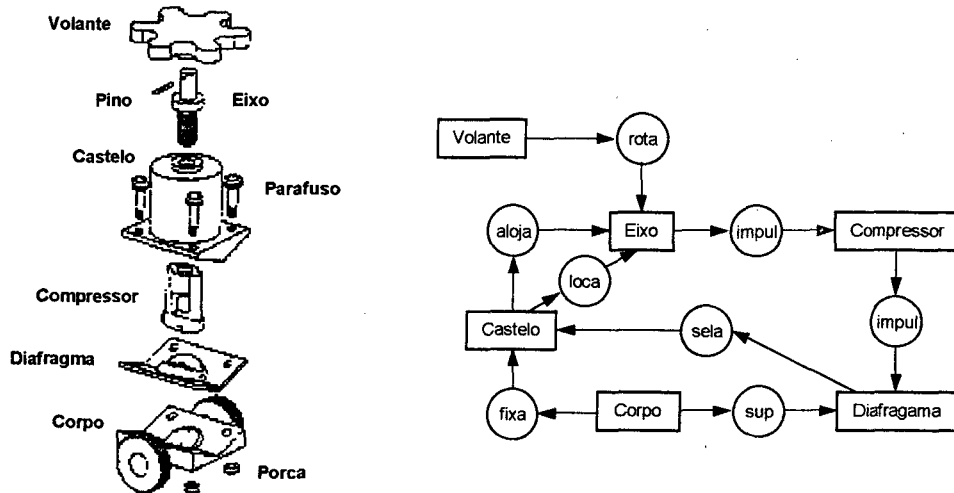 Volante
Pino
Eixo
Castelo
Parafuso
Compressor
Diafragma
Corpo
Porca
Volante
rota
aloja
Eixo
impul
Compressor
loca
Castelo
sela
impul
fixa
Corpo
sup
Diafragama